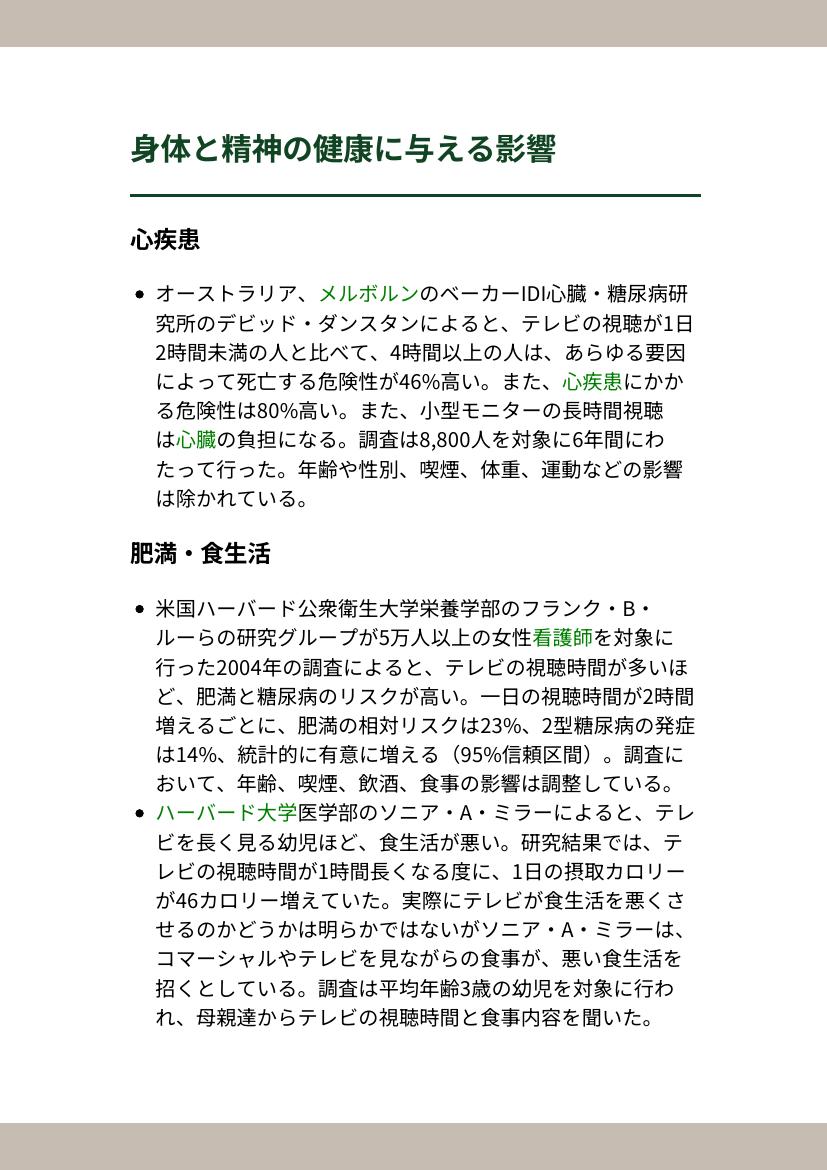 身体と精神の健康に与える影響
心疾患
• オーストラリア、メルボルンのベーカーIDI心臓・糖尿病研
究所のデビッド・ダンスタンによると、テレビの視聴が1日
2時間未満の人と比べて、4時間以上の人は、あらゆる要因
によって死亡する危険性が46%高い。また、心疾患にかか
る危険性は80%高い。また、小型モニターの長時間視聴
は心臓の負担になる。調査は8,800人を対象に6年間にわ
たって行った。年齢や性別、喫煙、体重、運動などの影響
は除かれている。
肥満・食生活
• 米国ハーバード公衆衛生大学栄養学部のフランク・B・
ルーらの研究グループが5万人以上の女性看護師を対象に
行った2004年の調査によると、テレビの視聴時間が多いほ
ど、肥満と糖尿病のリスクが高い。一日の視聴時間が2時間
増えるごとに、肥満の相対リスクは23%、2型糖尿病の発症
は14%、統計的に有意に増える（95%信頼区間）。調査に
おいて、年齢、喫煙、飲酒、食事の影響は調整している。
• ハーバード大学医学部のソニア・A・ミラーによると、テレ
ビを長く見る幼児ほど、食生活が悪い。研究結果では、テ
レビの視聴時間が1時間長くなる度に、1日の摂取カロリー
が46カロリー増えていた。実際にテレビが食生活を悪くさ
せるのかどうかは明らかではないがソニア・A・ミラーは、
コマーシャルやテレビを見ながらの食事が、悪い食生活を
招くとしている。調査は平均年齢3歳の幼児を対象に行わ
れ、母親達からテレビの視聴時間と食事内容を聞いた。